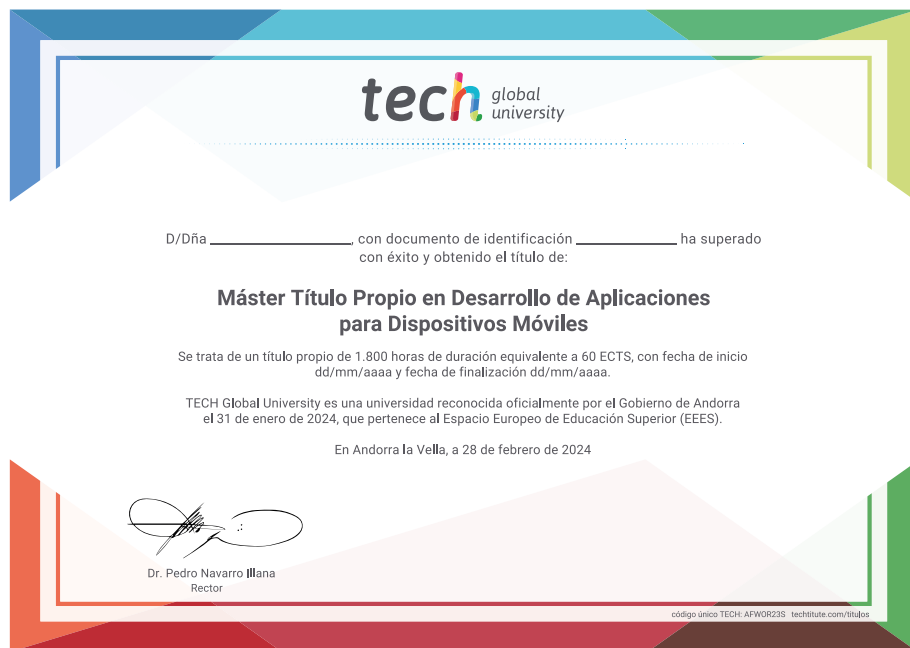 tech global university
D/Dña ____________________, con documento de identificación ______________ ha superado
con éxito y obtenido el título de:
Máster Título Propio en Desarrollo de Aplicaciones
para Dispositivos Móviles
Se trata de un título propio de 1.800 horas de duración equivalente a 60 ECTS, con fecha de inicio
dd/mm/aaaa y fecha de finalización dd/mm/aaaa.
TECH Global University es una universidad reconocida oficialmente por el Gobierno de Andorra
el 31 de enero de 2024, que pertenece al Espacio Europeo de Educación Superior (EEES).
En Andorra la Vella, a 28 de febrero de 2024
Dr. Pedro Navarro Illana
Rector
código único TECH: AFWOR23S techtitute.com/titulos